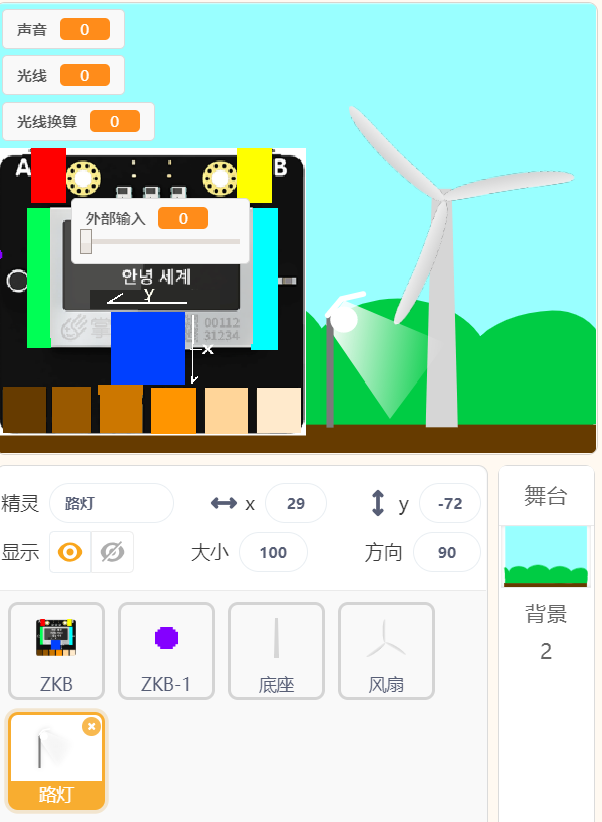 声音 0
光线 0
光线换算 0
A B
外部输入 0
안녕 세계
Y
00112
31234
x
精灵 路灯 x 29 y -72
显示 大小 100 方向 90
舞台
ZKB ZKB-1 底座 风扇
背景
2
路灯